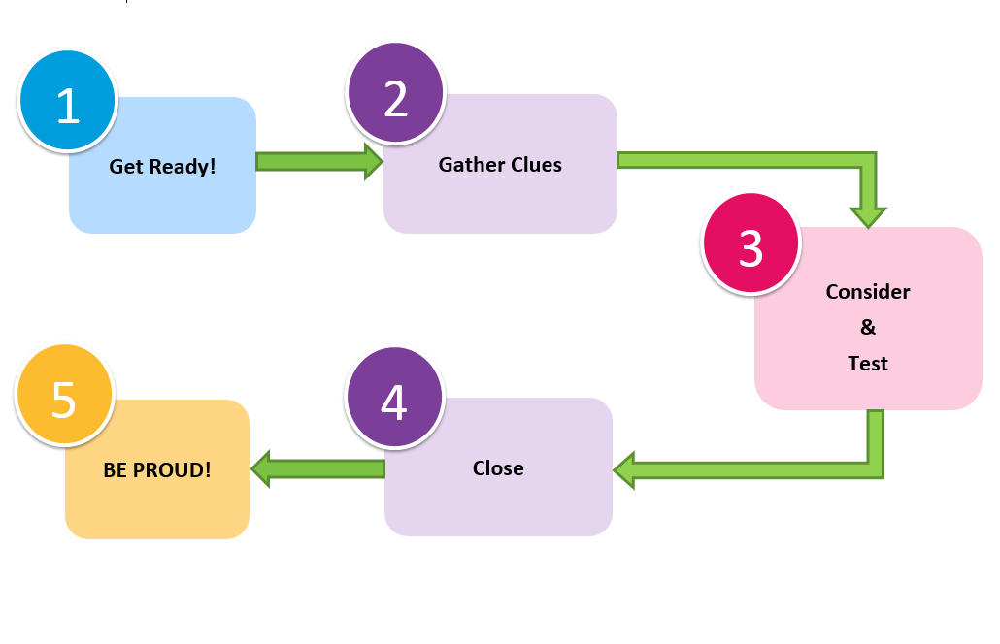 1
Get Ready!
2
Gather Clues
3
Consider
&
Test
4
Close
5
BE PROUD!